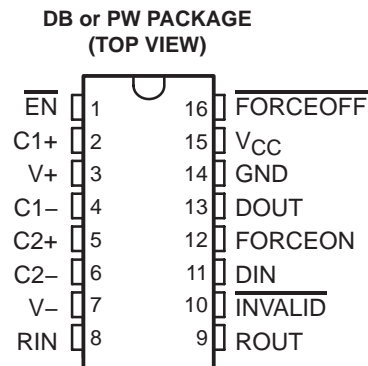 DB or PW PACKAGE
(TOP VIEW)
EN 1 16 FORCEOFF
C1+ 2 15 VCC
V+ 3 14 GND
C1− 4 13 DOUT
C2+ 5 12 FORCEON
C2− 6 11 DIN
V− 7 10 INVALID
RIN 8 9 ROUT